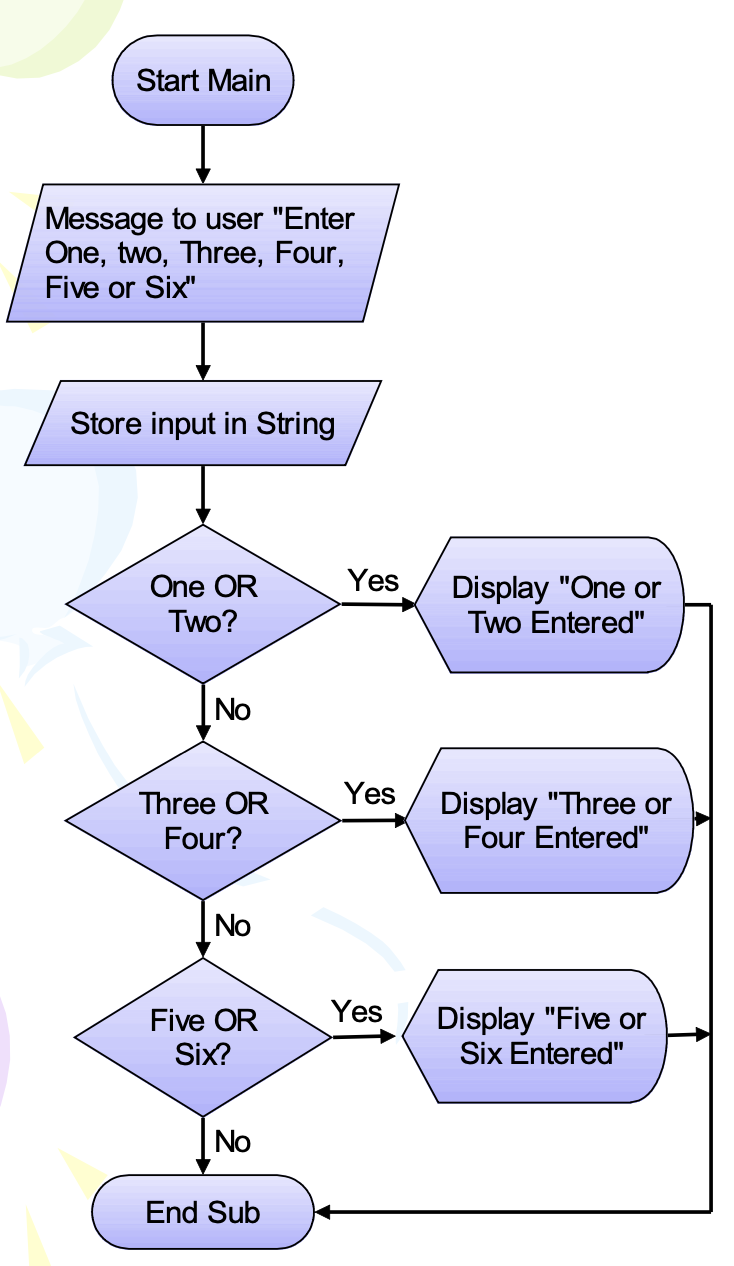 Start Main
Message to user "Enter
One, two, Three, Four,
Five or Six"
Store input in String
One OR
Two?
Yes
Display "One or
Two Entered"
No
Three OR
Four?
Yes
Display "Three or
Four Entered"
No
Five OR
Six?
Yes
Display "Five or
Six Entered"
No
End Sub